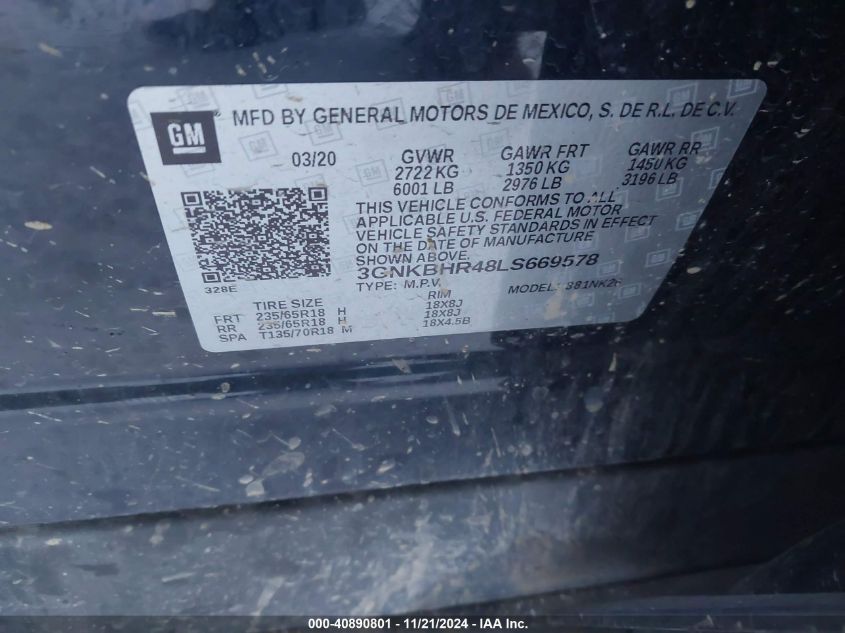 GM
MFD BY GENERAL MOTORS DE MEXICO, S. DE R.L. DE C.V.
03/20
GVWR
2722 KG
6001 LB
GAWR FRT
1350 KG
2976 LB
GAWR RR
1450 KG
3196 LB
THIS VEHICLE CONFORMS TO ALL
APPLICABLE U.S. FEDERAL MOTOR
VEHICLE SAFETY STANDARDS IN EFFECT
ON THE DATE OF MANUFACTURE
SHOWN ABOVE.
3GNKBHR48LS669578
TYPE: M.P.V. MODEL:
328E
TIRE SIZE RIM
FRT 235/65R18 H 18X8J
RR 235/65R18 H 18X8J
SPA T135/70R18 M 18X4.5B
000-40890801 - 11/21/2024 - IAA Inc.